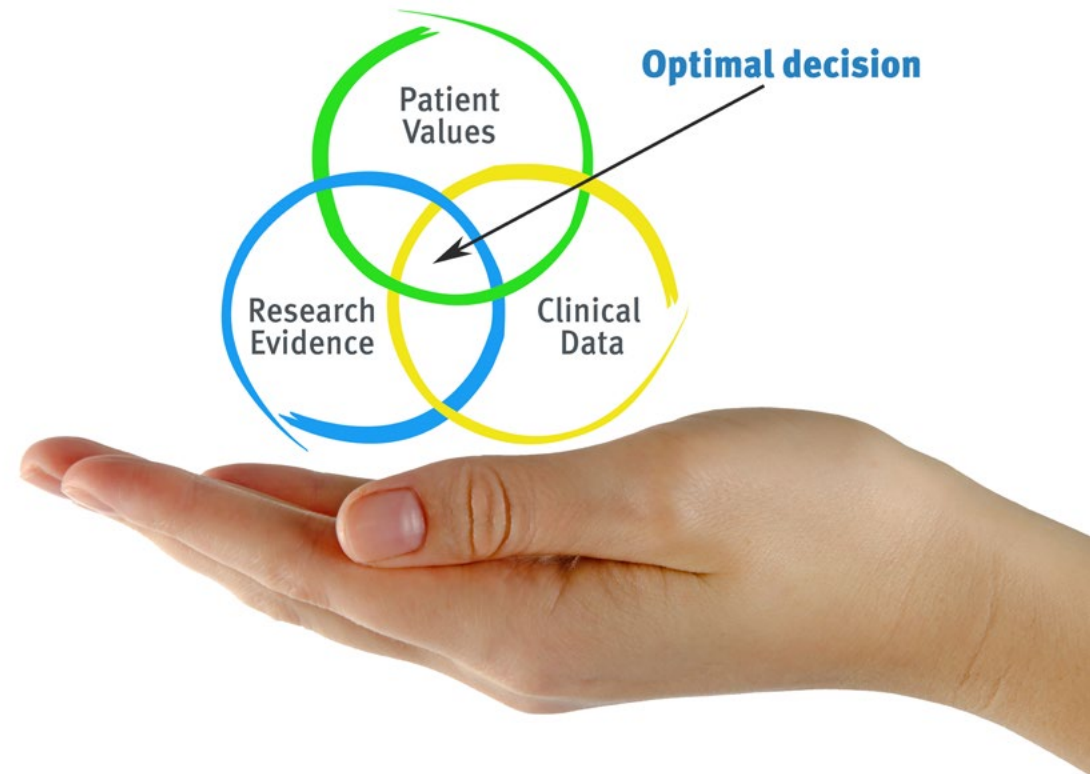 Optimal decision
Patient
Values
Research
Evidence
Clinical
Data